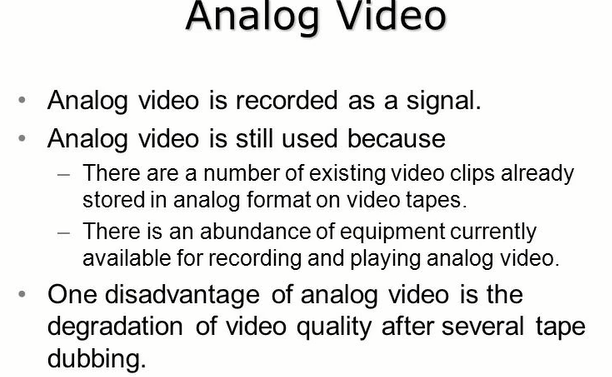 Analog Video
• Analog video is recorded as a signal.
• Analog video is still used because
– There are a number of existing video clips already
stored in analog format on video tapes.
– There is an abundance of equipment currently
available for recording and playing analog video.
• One disadvantage of analog video is the
degradation of video quality after several tape
dubbing.